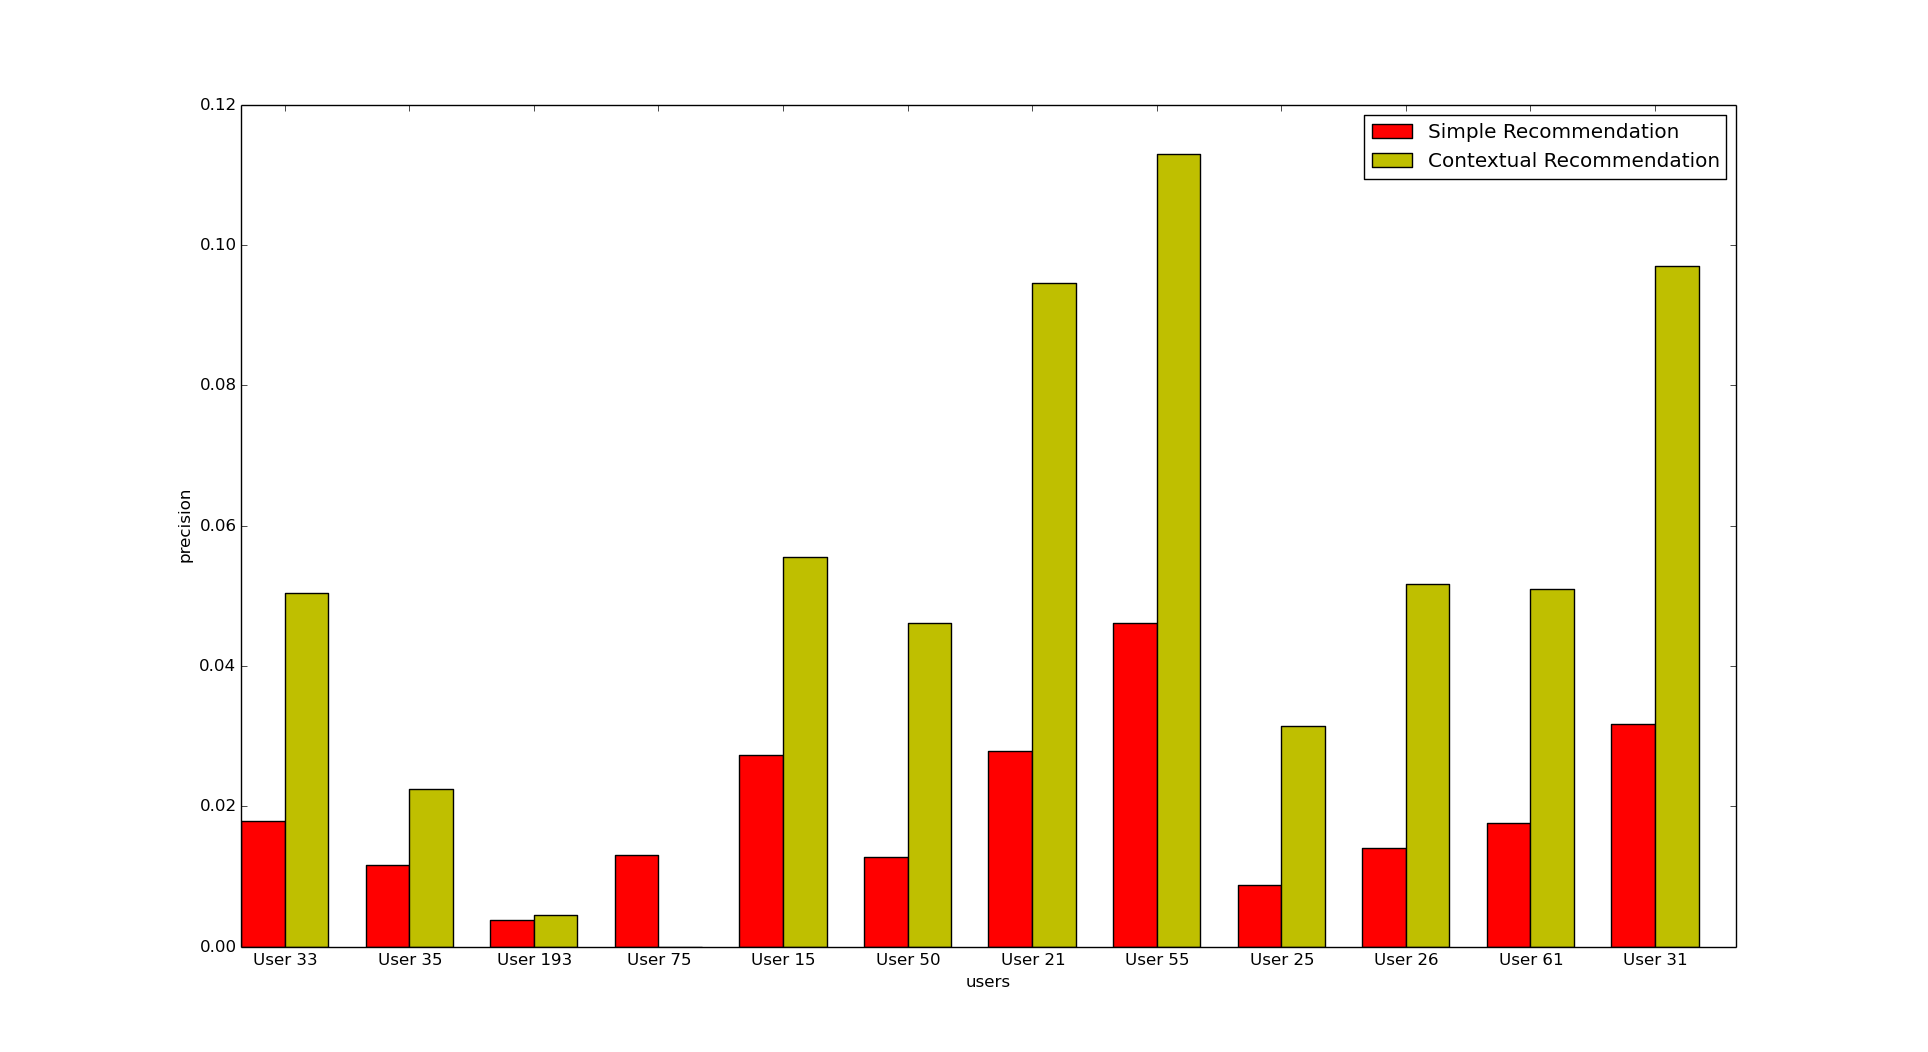 0.12
0.10
0.08
0.06
0.04
0.02
0.00
precision
Simple Recommendation
Contextual Recommendation
User 33 User 35 User 193 User 75 User 15 User 50 User 21 User 55 User 25 User 26 User 61 User 31
users